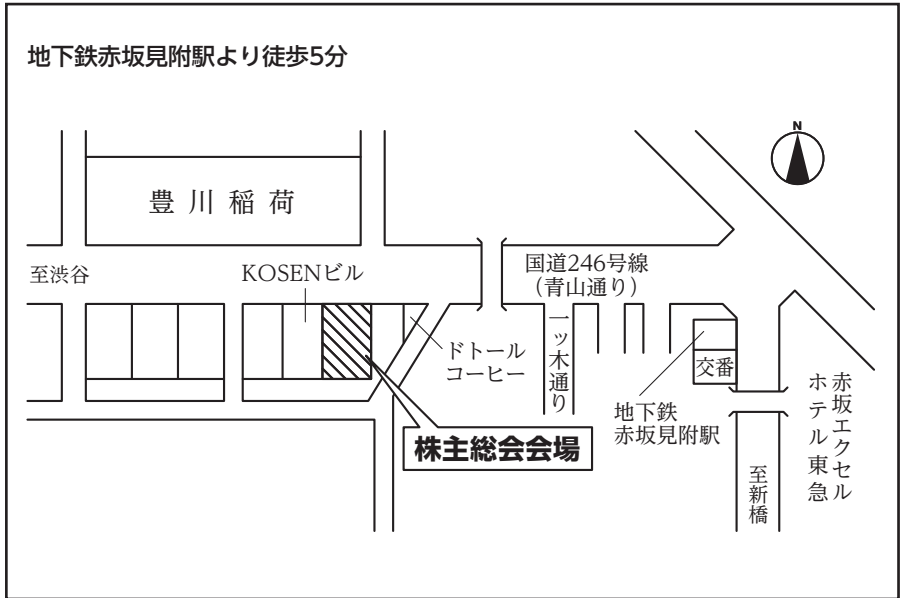 地下鉄赤坂見附駅より徒歩5分
N
豊川稲荷
至渋谷
KOSENビル
国道246号線
（青山通り）
ドトール
コーヒー
一ッ木通り
交番
地下鉄
赤坂見附駅
赤坂エクセル
ホテル東急
株主総会会場
至新橋